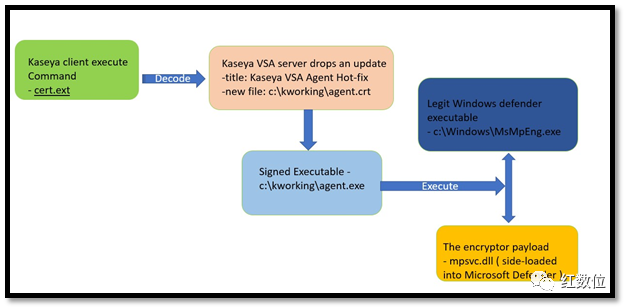 Kaseya client execute
Command
- cert.ext
Decode
Kaseya VSA server drops an update
-title: Kaseya VSA Agent Hot-fix
-new file: c:\kworking\agent.crt
Legit Windows defender
executable
- c:\Windows\MsMpEng.exe
Signed Executable -
c:\kworking\agent.exe
Execute
The encryptor payload
- mpsvc.dll ( side-loaded
into Microsoft Defender )
红数位